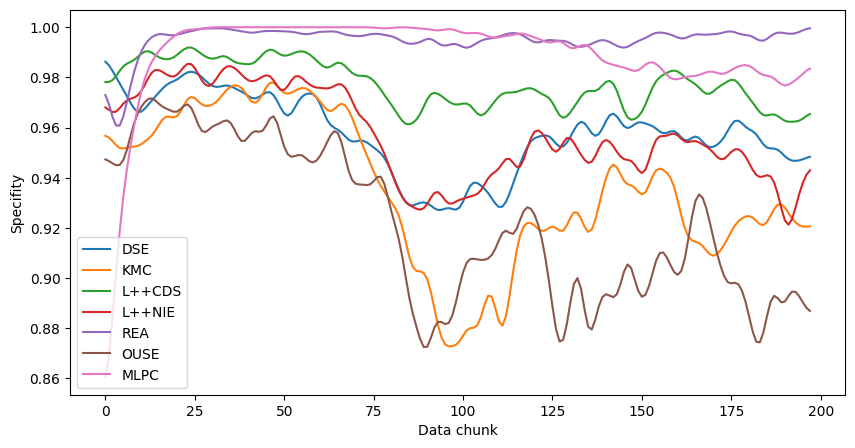 1.00
0.98
0.96
0.94
0.92
0.90
0.88
0.86
Specifity
DSE
KMC
L++CDS
L++NIE
REA
OUSE
MLPC
0 25 50 75 100 125 150 175 200
Data chunk